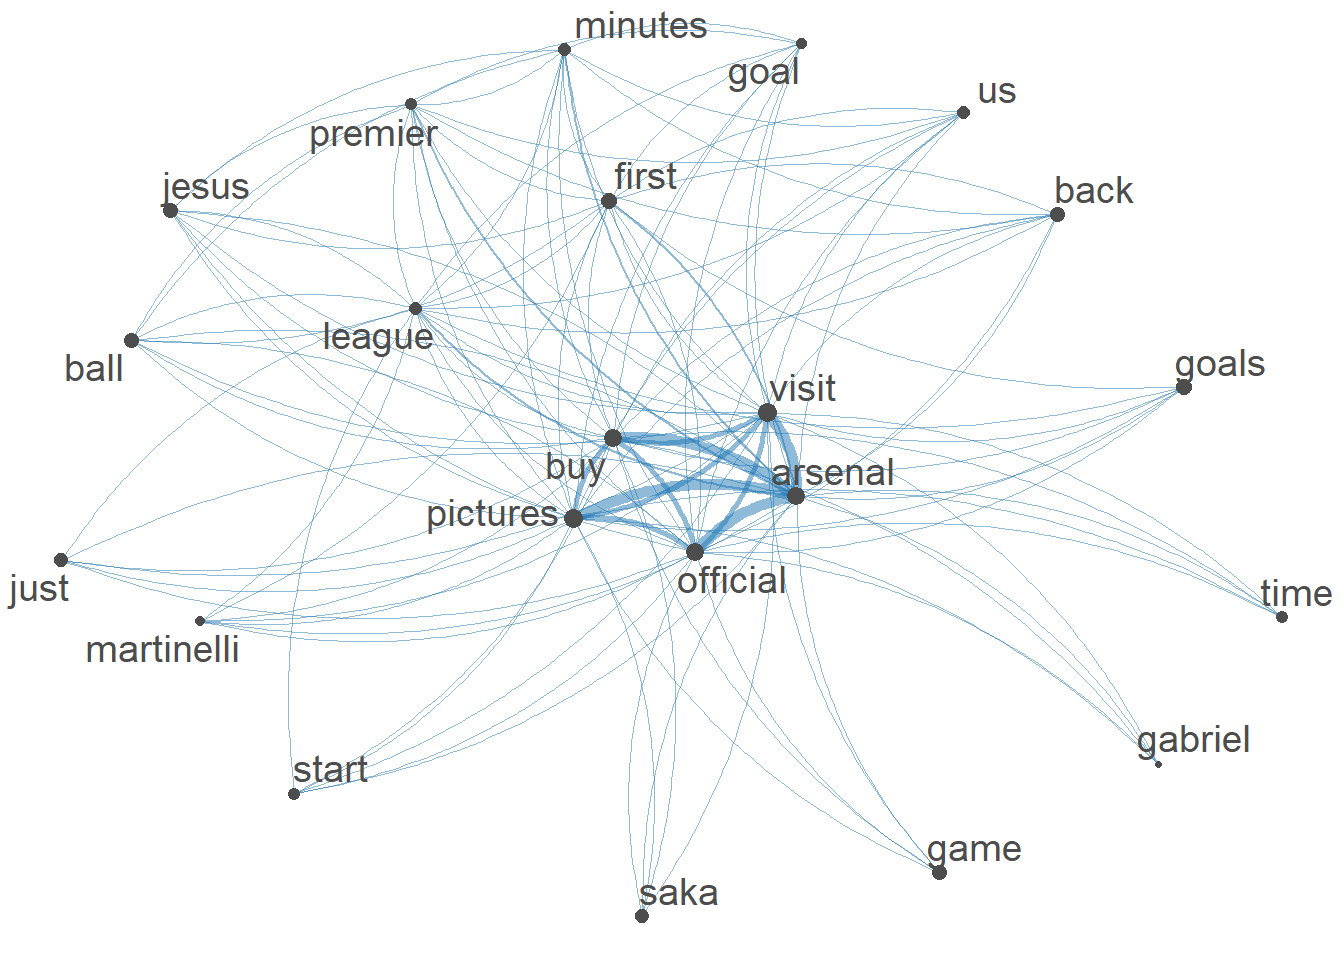 minutes
goal
us
premier
first
jesus
back
league
ball
goals
visit
buy
arsenal
pictures
official
just
time
martinelli
gabriel
start
game
saka